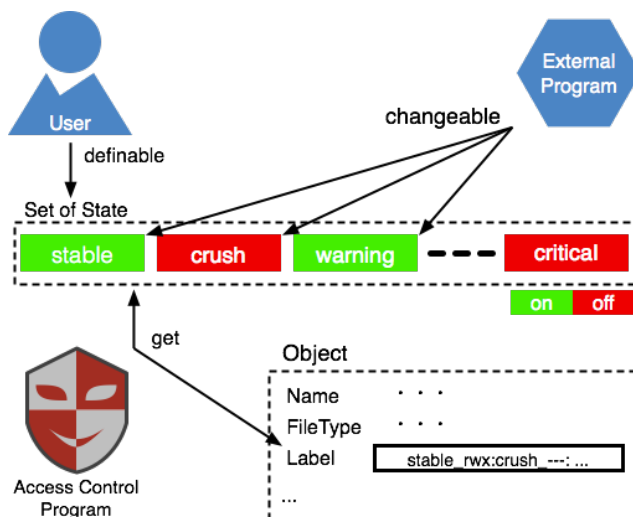 User
External
Program
changeable
definable
Set of State
stable
crush
warning
critical
on
off
get
Object
Name . . .
FileType . . .
Label
stable_rwx:crush_---: ...
...
Access Control
Program